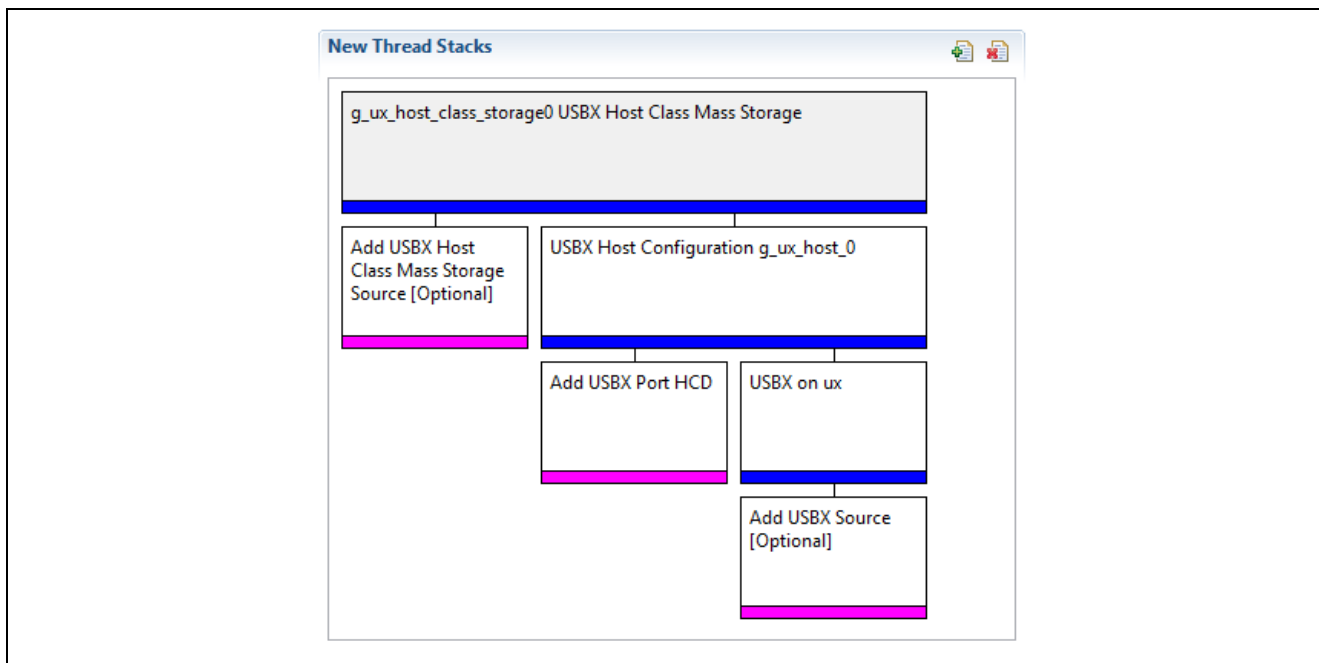 New Thread Stacks
g_ux_host_class_storage0 USBX Host Class Mass Storage
Add USBX Host
Class Mass Storage
Source [Optional]
USBX Host Configuration g_ux_host_0
Add USBX Port HCD
USBX on ux
Add USBX Source
[Optional]